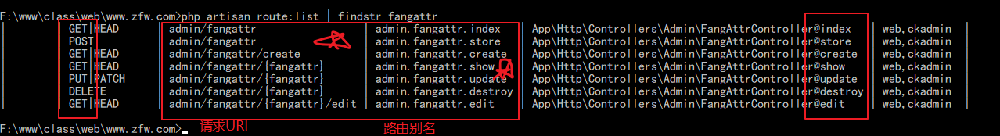 F:\www\class\web\www.zfw.com>php artisan route:list | findstr fangattr
| | GET|HEAD | admin/fangattr | admin.fangattr.index | App\Http\Controllers\Admin\FangAttrController@index | web,ckadmin |
| | POST | admin/fangattr | admin.fangattr.store | App\Http\Controllers\Admin\FangAttrController@store | web,ckadmin |
| | GET|HEAD | admin/fangattr/create | admin.fangattr.create | App\Http\Controllers\Admin\FangAttrController@create | web,ckadmin |
| | GET|HEAD | admin/fangattr/{fangattr} | admin.fangattr.show | App\Http\Controllers\Admin\FangAttrController@show | web,ckadmin |
| | PUT|PATCH | admin/fangattr/{fangattr} | admin.fangattr.update | App\Http\Controllers\Admin\FangAttrController@update | web,ckadmin |
| | DELETE | admin/fangattr/{fangattr} | admin.fangattr.destroy | App\Http\Controllers\Admin\FangAttrController@destroy | web,ckadmin |
| | GET|HEAD | admin/fangattr/{fangattr}/edit | admin.fangattr.edit | App\Http\Controllers\Admin\FangAttrController@edit | web,ckadmin |
F:\www\class\web\www.zfw.com>
请求URI 路由别名